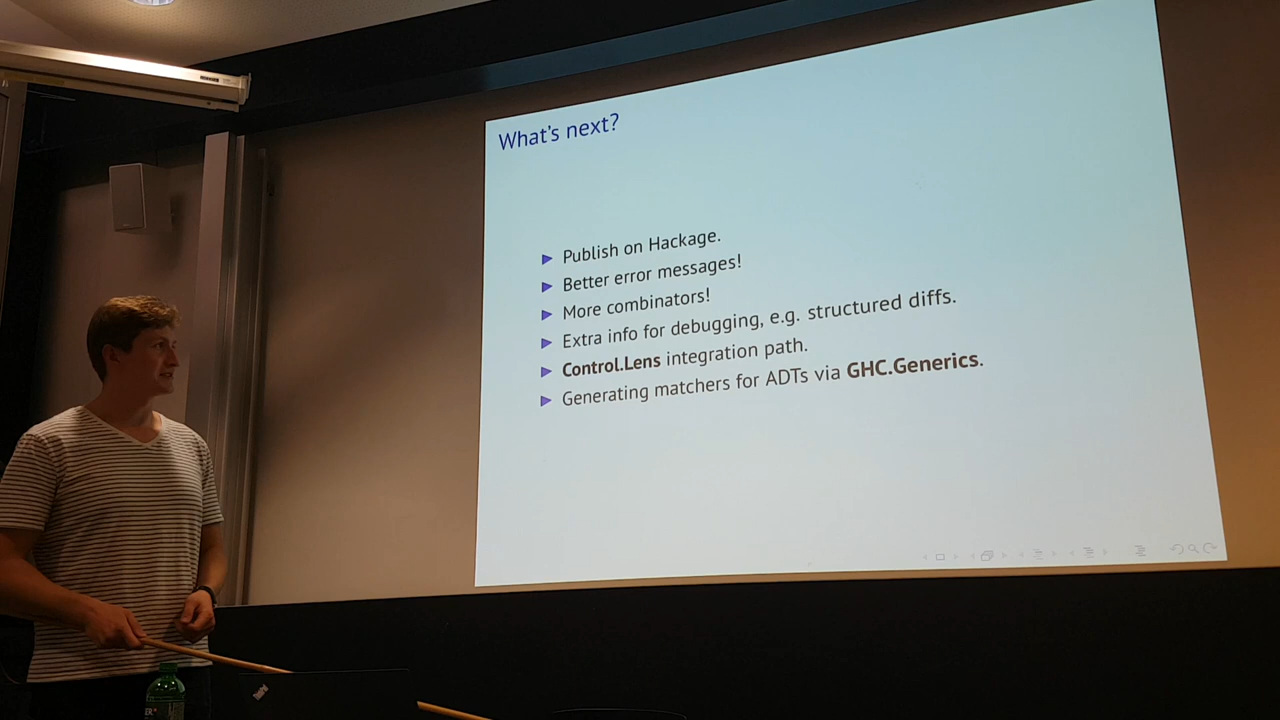 What's next?
▶ Publish on Hackage.
▶ Better error messages!
▶ More combinators!
▶ Extra info for debugging, e.g. structured diffs.
▶ Control.Lens integration path.
▶ Generating matchers for ADTs via GHC.Generics.